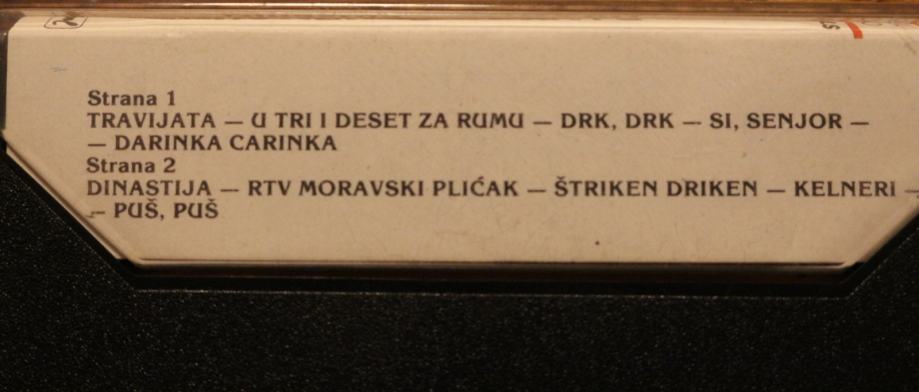 Strana 1
TRAVIJATA — U TRI I DESET ZA RUMU — DRK, DRK — SI, SENJOR —
— DARINKA CARINKA
Strana 2
DINASTIJA — RTV MORAVSKI PLIĆAK — ŠTRIKEN DRIKEN — KELNERI —
— PUŠ, PUŠ